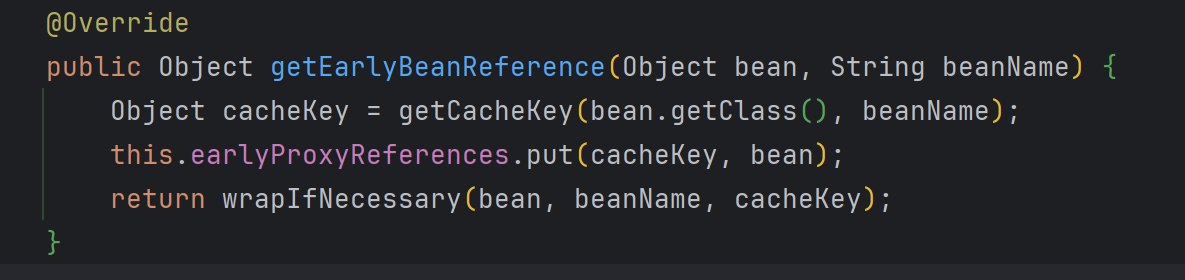 @Override
public Object getEarlyBeanReference(Object bean, String beanName) {
    Object cacheKey = getCacheKey(bean.getClass(), beanName);
    this.earlyProxyReferences.put(cacheKey, bean);
    return wrapIfNecessary(bean, beanName, cacheKey);
}